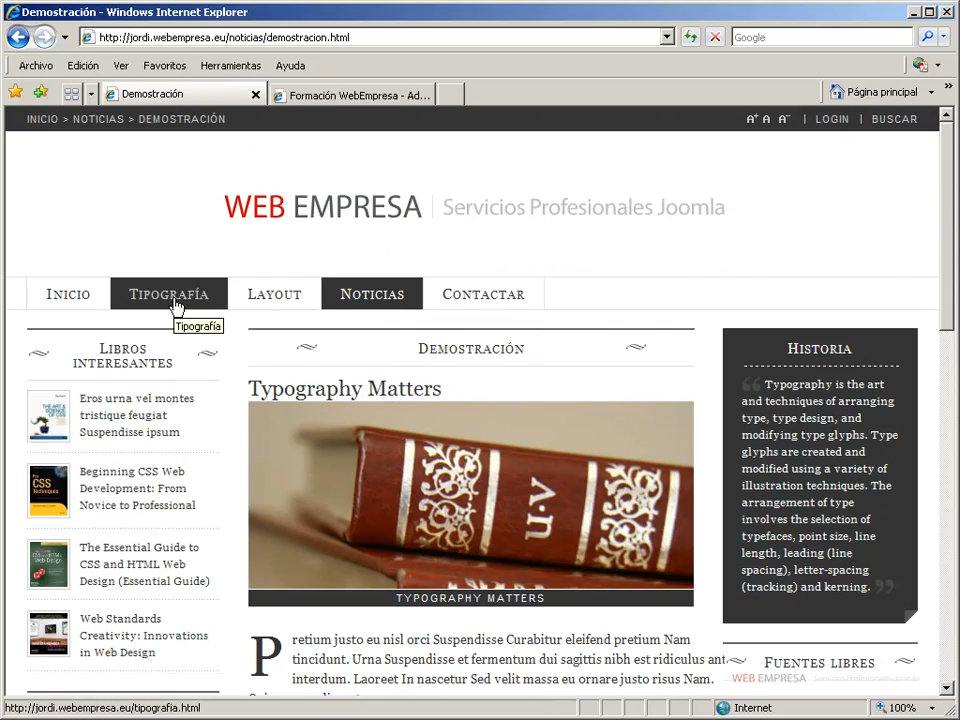 Demostración - Windows Internet Explorer
http://jordi.webempresa.eu/noticias/demostracion.html
Google
Archivo Edición Ver Favoritos Herramientas Ayuda
Demostración
Formación WebEmpresa - Ad...
Página principal
INICIO > NOTICIAS > DEMOSTRACIÓN
A+ A A- | LOGIN | BUSCAR
WEB EMPRESA | Servicios Profesionales Joomla
INICIO
TIPOGRAFÍA
LAYOUT
NOTICIAS
CONTACTAR
Tipografía
LIBROS
INTERESANTES
Eros urna vel montes
tristique feugiat
Suspendisse ipsum
Beginning CSS Web
Development: From
Novice to Professional
The Essential Guide to
CSS and HTML Web
Design (Essential Guide)
Web Standards
Creativity: Innovations
in Web Design
DEMOSTRACIÓN
Typography Matters
U·V
TYPOGRAPHY MATTERS
Pretium justo eu nisl orci Suspendisse Curabitur eleifend pretium Nam
tincidunt. Urna Suspendisse et fermentum dui sagittis nibh est ridiculus ant
interdum. Laoreet In nascetur Sed velit massa eu ornare justo risus Nam.
HISTORIA
Typography is the art
and techniques of arranging
type, type design, and
modifying type glyphs. Type
glyphs are created and
modified using a variety of
illustration techniques. The
arrangement of type
involves the selection of
typefaces, point size, line
length, leading (line
spacing), letter-spacing
(tracking) and kerning.
FUENTES LIBRES
WEB EMPRESA Servicios Profesionales Joomla
http://jordi.webempresa.eu/tipografia.html
Internet
100%